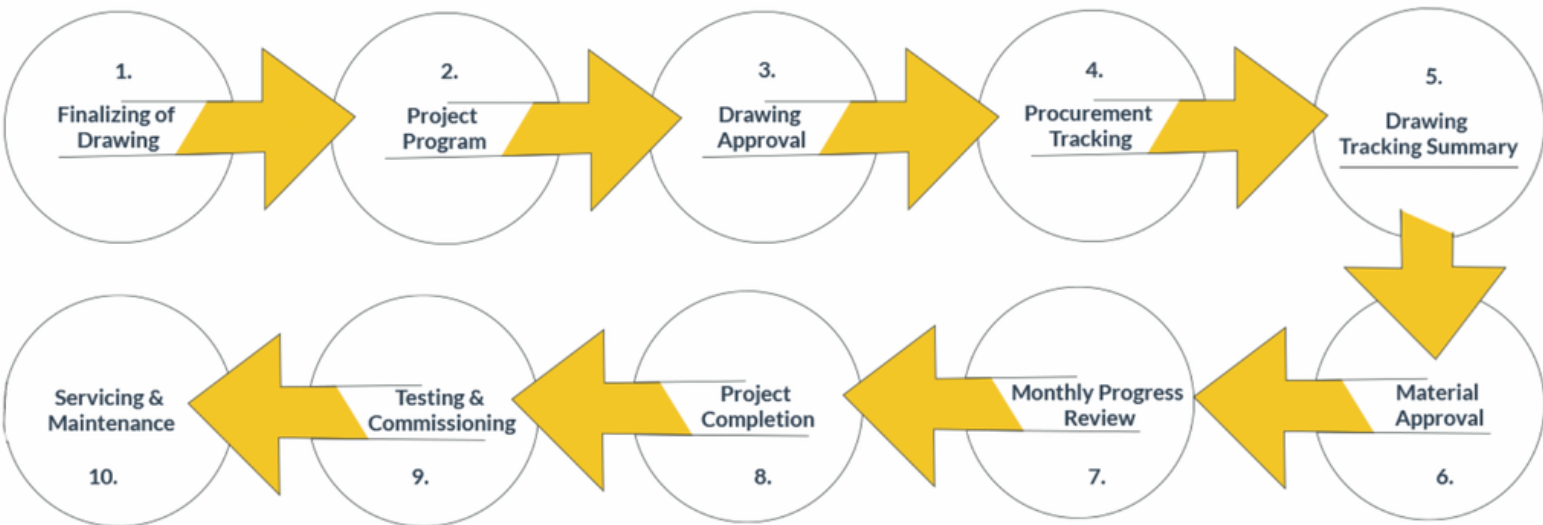 1.
Finalizing of
Drawing
2.
Project
Program
3.
Drawing
Approval
4.
Procurement
Tracking
5.
Drawing
Tracking Summary
Material
Approval
6.
Monthly Progress
Review
7.
Project
Completion
8.
Testing &
Commissioning
9.
Servicing &
Maintenance
10.